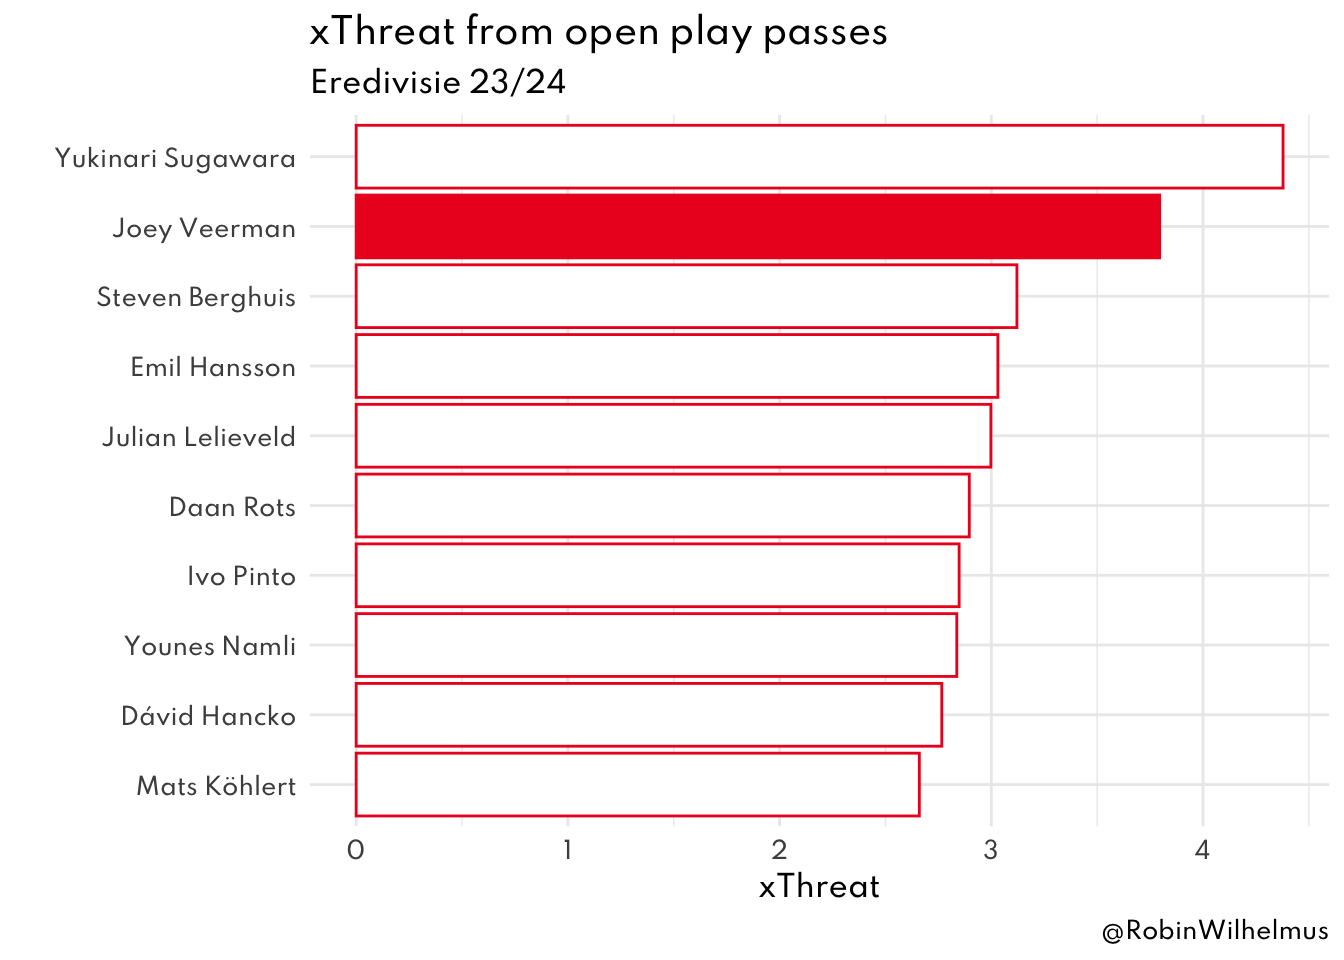 xThreat from open play passes
Eredivisie 23/24
Yukinari Sugawara
Joey Veerman
Steven Berghuis
Emil Hansson
Julian Lelieveld
Daan Rots
Ivo Pinto
Younes Namli
Dávid Hancko
Mats Köhlert
0 1 2 3 4
xThreat
@RobinWilhelmus